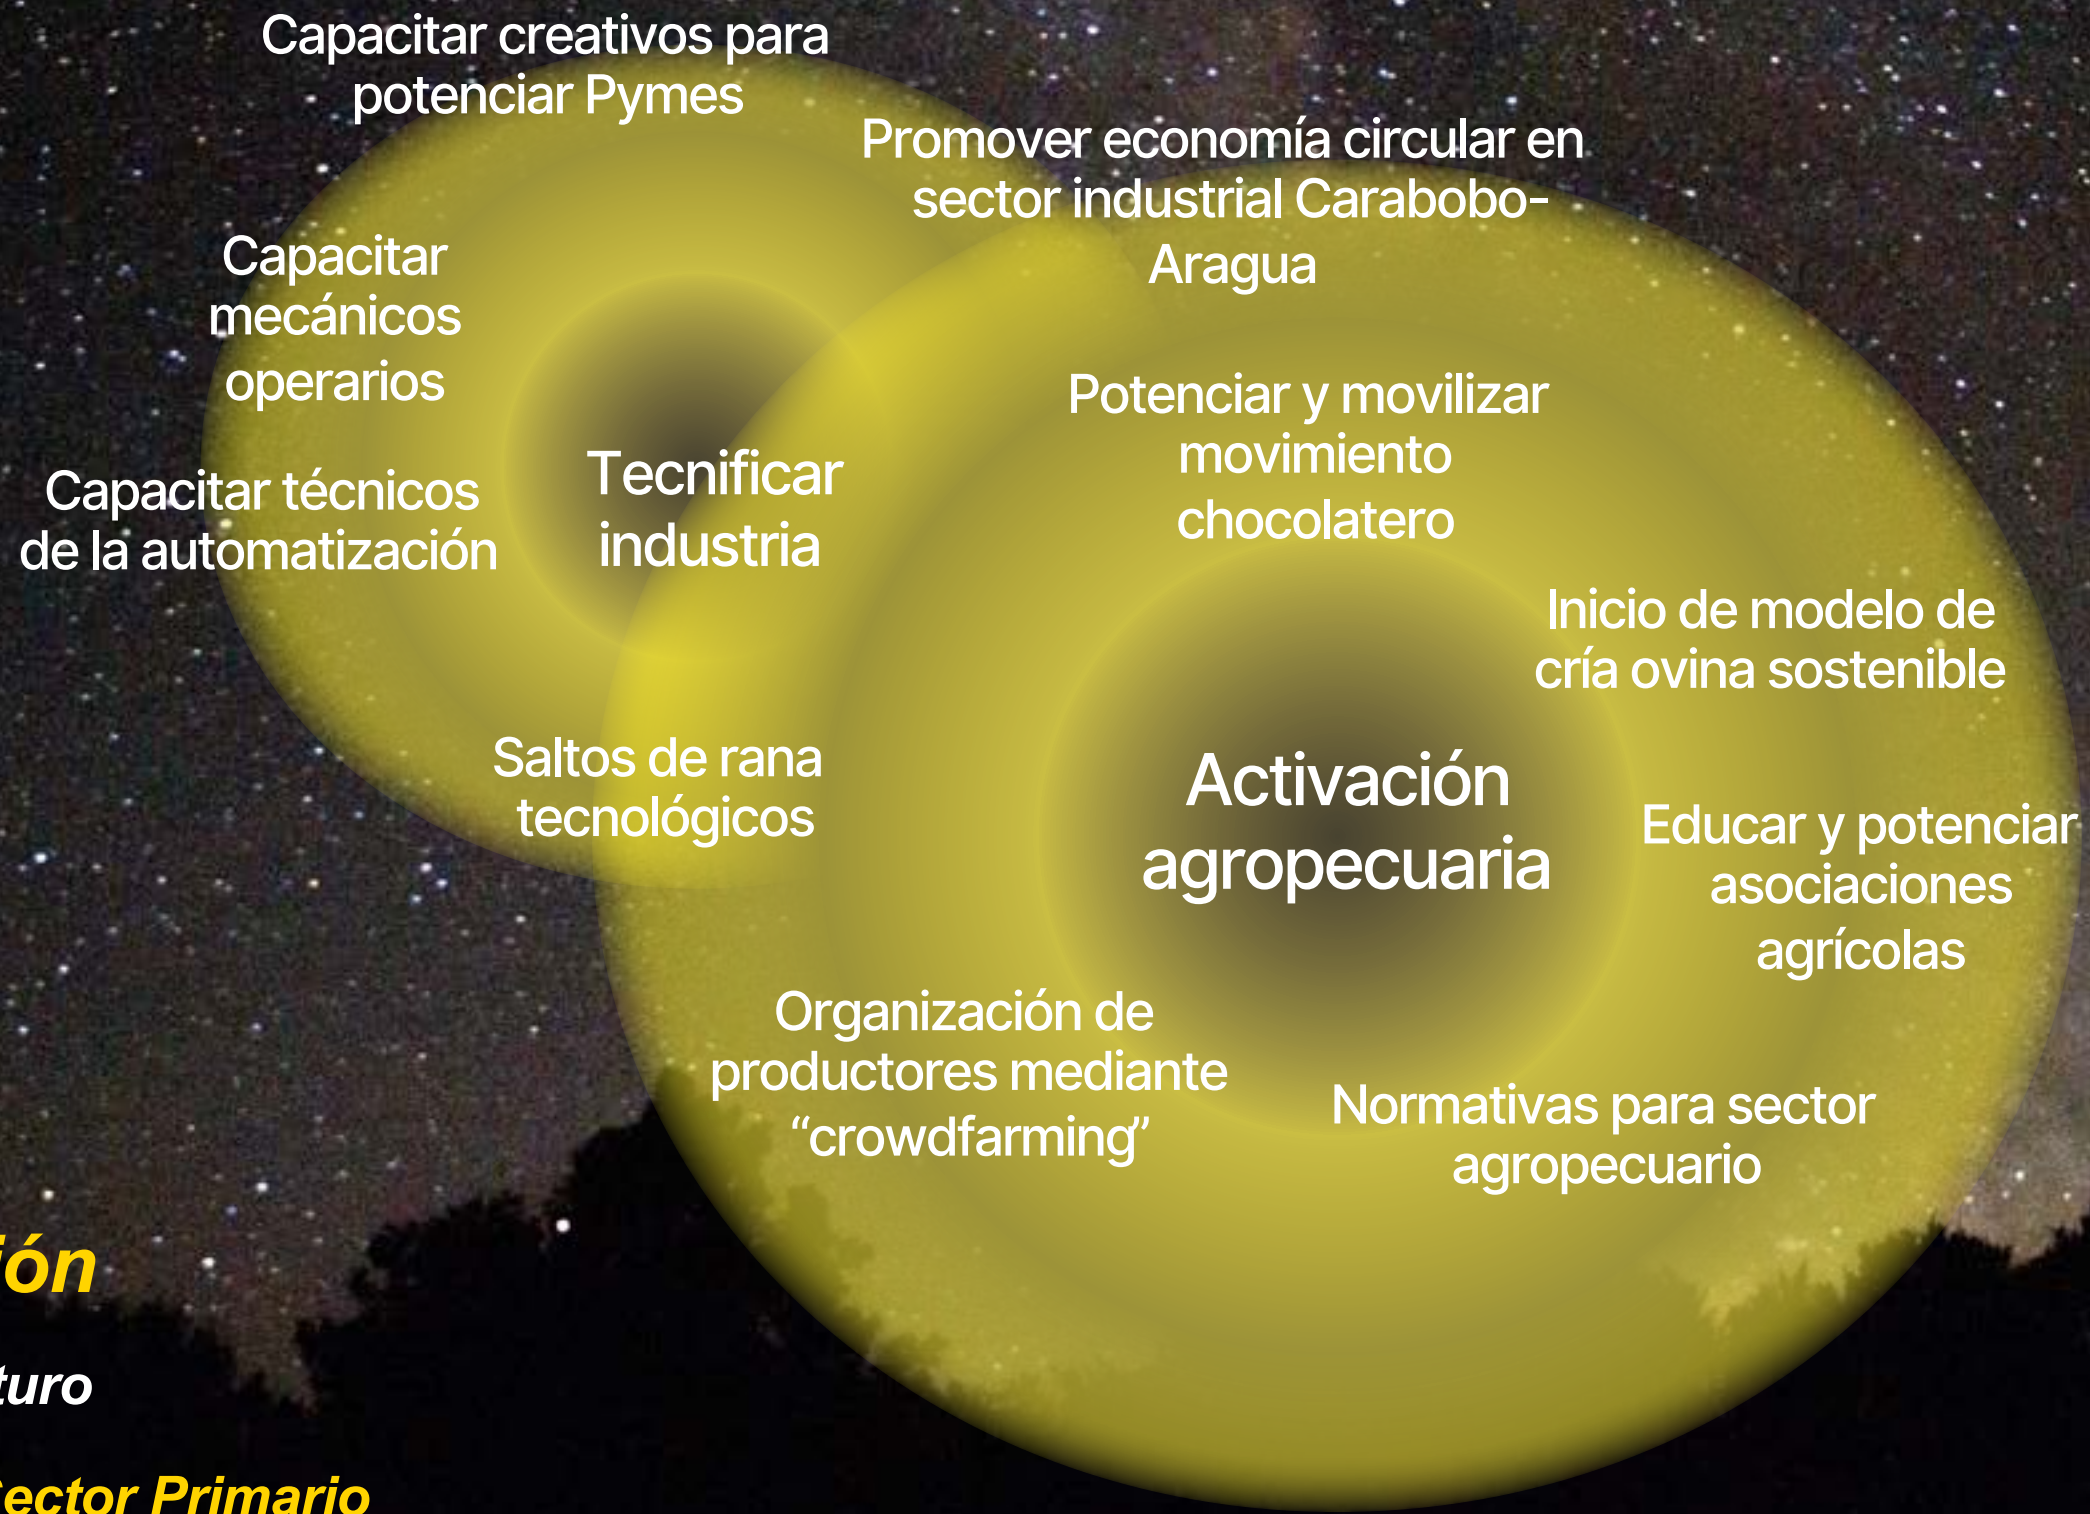 Capacitar creativos para
potenciar Pymes
Promover economía circular en
sector industrial Carabobo-
Aragua
Capacitar
mecánicos
operarios
Potenciar y movilizar
movimiento
chocolatero
Tecnificar
industria
Capacitar técnicos
de la automatización
Inicio de modelo de
cría ovina sostenible
Saltos de rana
tecnológicos
Activación
agropecuaria
Educar y potenciar
asociaciones
agrícolas
Organización de
productores mediante
“crowdfarming”
Normativas para sector
agropecuario
ión
turo
Sector Primario